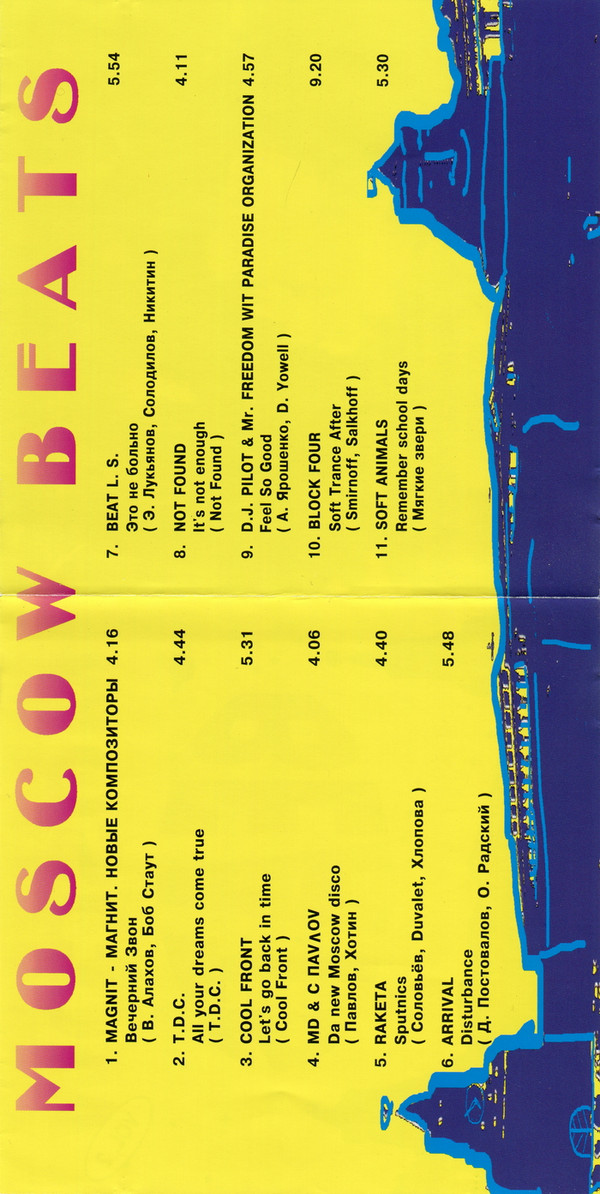 MOSCOW BEATS
1. MAGNIT - МАГНИТ. НОВЫЕ КОМПОЗИТОРЫ 4.16
Вечерний Звон
( В. Алахов, Боб Стаут )
2. T.D.C. 4.44
All your dreams come true
( T.D.C. )
3. COOL FRONT 5.31
Let's go back in time
( Cool Front )
4. MD & C ПАVЛOV 4.06
Da new Moscow disco
( Павлов, Хотин )
5. RAKETA 4.40
Sputnics
( Соловьёв, Duvalet, Хлопова )
6. ARRIVAL 5.48
Disturbance
( Д. Постовалов, О. Радский )
7. BEAT L. S. 5.54
Это не больно
( Э. Лукьянов, Солодилов, Никитин )
8. NOT FOUND 4.11
It's not enough
( Not Found )
9. D.J. PILOT & Mr. FREEDOM WIT PARADISE ORGANIZATION 4.57
Feel So Good
( А. Ярошенко, D. Yowell )
10. BLOCK FOUR 9.20
Soft Trance After
( Smirnoff, Salkhoff )
11. SOFT ANIMALS 5.30
Remember school days
( Мягкие звери )